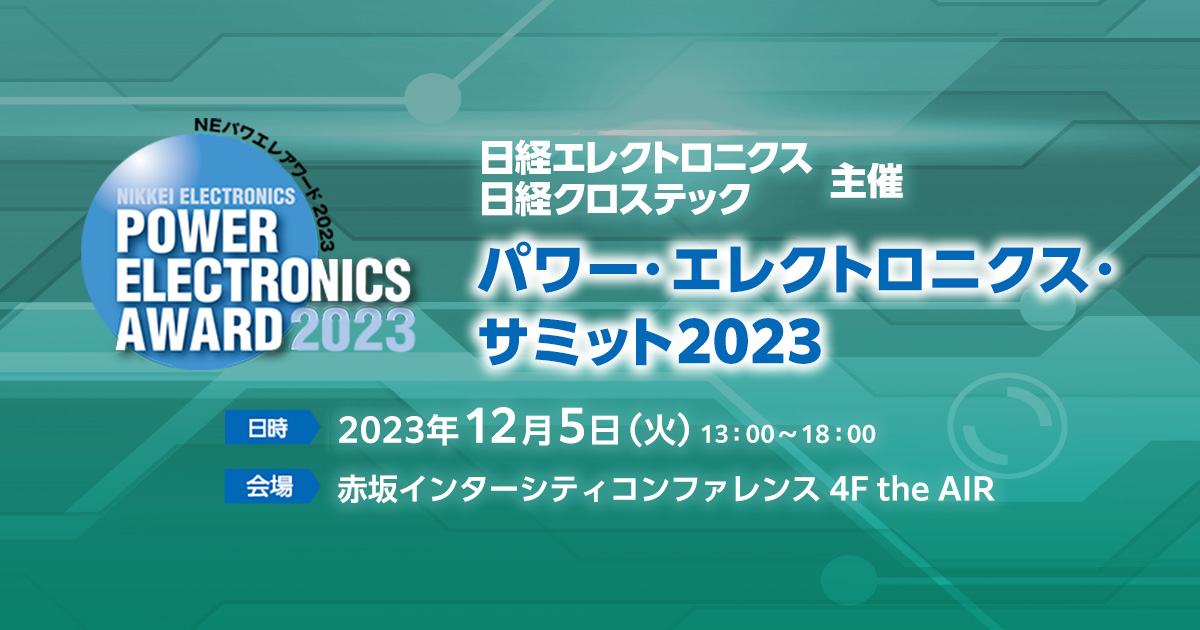 NEパワエレアワード 2023
NIKKEI ELECTRONICS
POWER
ELECTRONICS
AWARD 2023
日経エレクトロニクス
日経クロステック
主催
パワー・エレクトロニクス・
サミット2023
日時 2023年12月5日(火) 13:00~18:00
会場 赤坂インターシティコンファレンス 4F the AIR